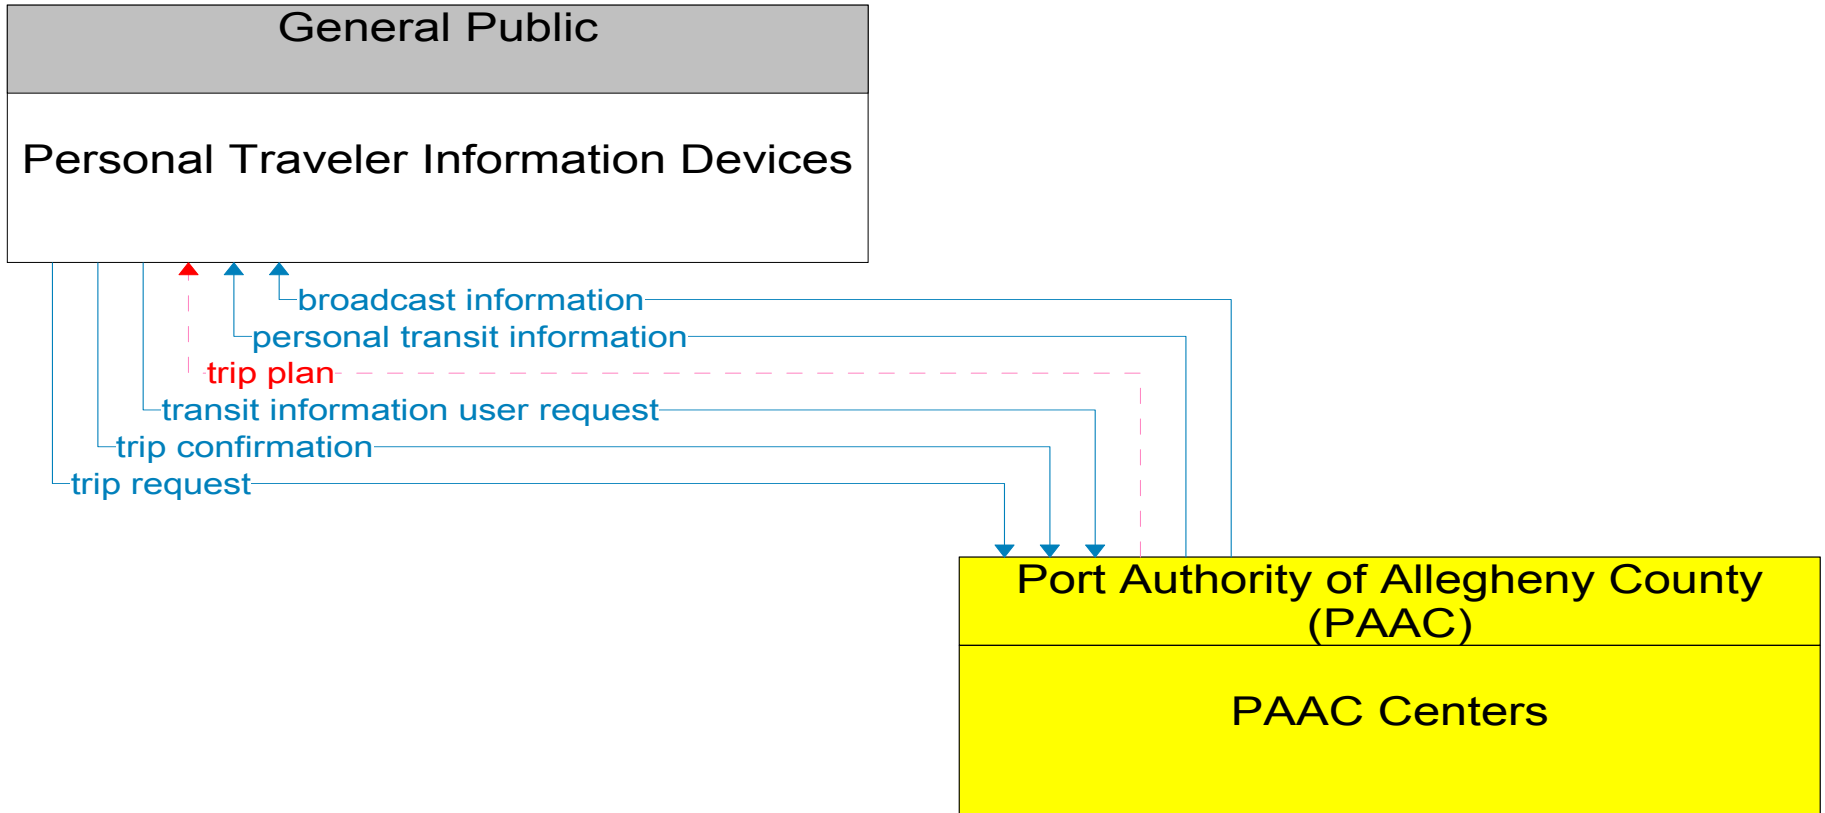 General Public
Personal Traveler Information Devices
broadcast information
personal transit information
trip plan
transit information user request
trip confirmation
trip request
Port Authority of Allegheny County
(PAAC)
PAAC Centers